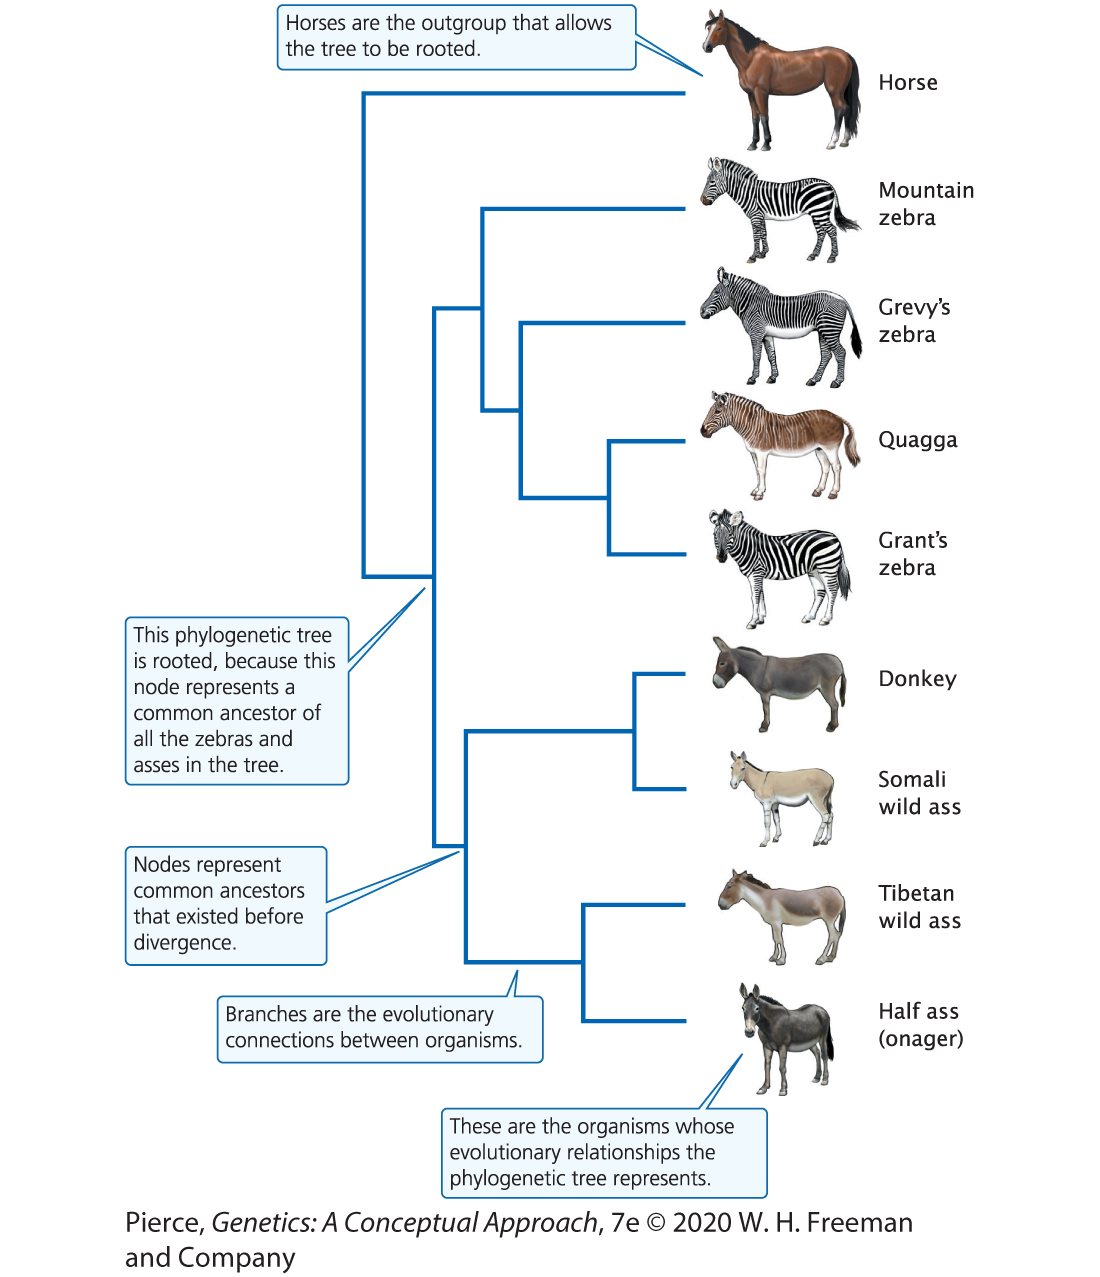 Horses are the outgroup that allows
the tree to be rooted.
Horse
Mountain
zebra
Grevy’s
zebra
Quagga
Grant’s
zebra
This phylogenetic tree
is rooted, because this
node represents a
common ancestor of
all the zebras and
asses in the tree.
Donkey
Somali
wild ass
Nodes represent
common ancestors
that existed before
divergence.
Tibetan
wild ass
Branches are the evolutionary
connections between organisms.
Half ass
(onager)
These are the organisms whose
evolutionary relationships the
phylogenetic tree represents.
Pierce, Genetics: A Conceptual Approach, 7e © 2020 W. H. Freeman
and Company